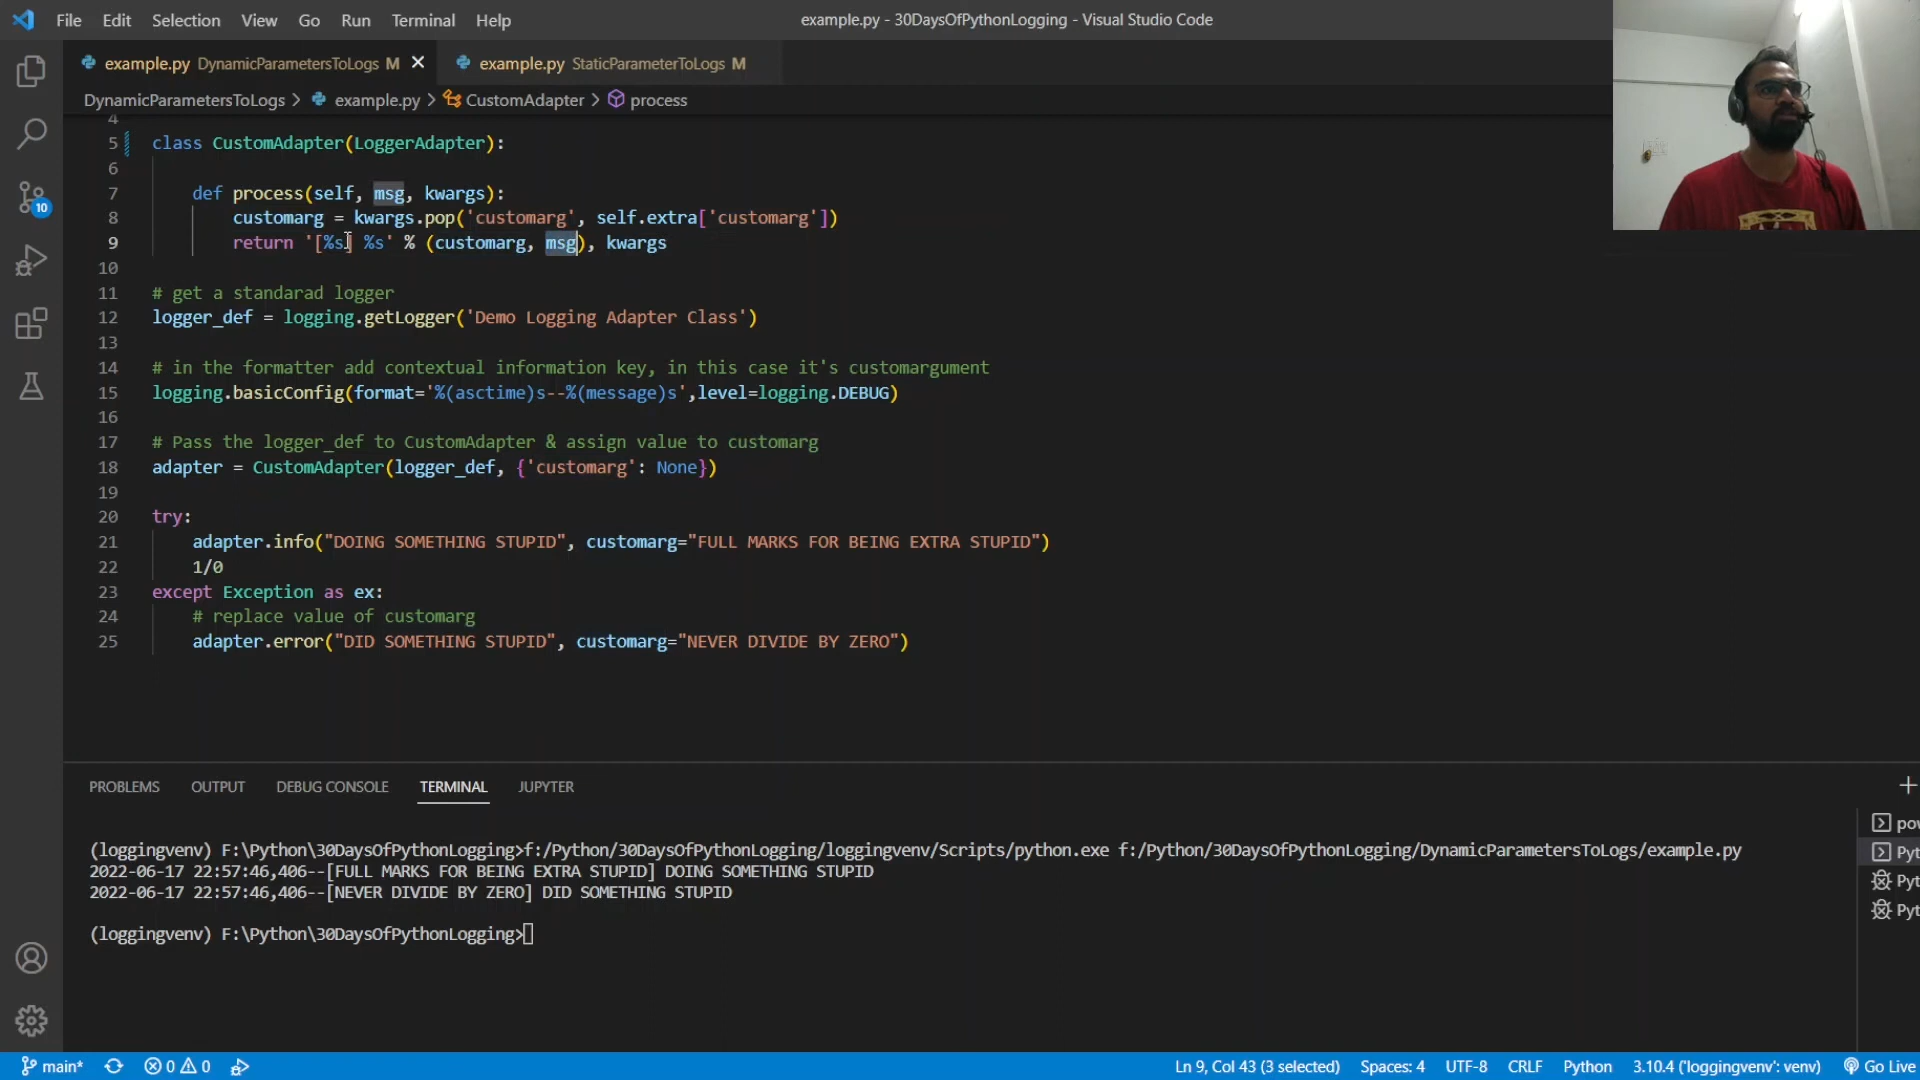 File Edit Selection View Go Run Terminal Help
example.py - 30DaysOfPythonLogging - Visual Studio Code
example.py DynamicParametersToLogs M
example.py StaticParameterToLogs M
DynamicParametersToLogs > example.py > CustomAdapter > process
4
5 class CustomAdapter(LoggerAdapter):
6
7 def process(self, msg, kwargs):
8 customarg = kwargs.pop('customarg', self.extra['customarg'])
9 return '[%s] %s' % (customarg, msg), kwargs
10
11 # get a standarad logger
12 logger_def = logging.getLogger('Demo Logging Adapter Class')
13
14 # in the formatter add contextual information key, in this case it's customargument
15 logging.basicConfig(format='%(asctime)s--%(message)s',level=logging.DEBUG)
16
17 # Pass the logger_def to CustomAdapter & assign value to customarg
18 adapter = CustomAdapter(logger_def, {'customarg': None})
19
20 try:
21 adapter.info("DOING SOMETHING STUPID", customarg="FULL MARKS FOR BEING EXTRA STUPID")
22 1/0
23 except Exception as ex:
24 # replace value of customarg
25 adapter.error("DID SOMETHING STUPID", customarg="NEVER DIVIDE BY ZERO")
10
PROBLEMS OUTPUT DEBUG CONSOLE TERMINAL JUPYTER
(loggingvenv) F:\Python\30DaysOfPythonLogging>f:/Python/30DaysOfPythonLogging/loggingvenv/Scripts/python.exe f:/Python/30DaysOfPythonLogging/DynamicParametersToLogs/example.py
2022-06-17 22:57:46,406--[FULL MARKS FOR BEING EXTRA STUPID] DOING SOMETHING STUPID
2022-06-17 22:57:46,406--[NEVER DIVIDE BY ZERO] DID SOMETHING STUPID
(loggingvenv) F:\Python\30DaysOfPythonLogging>
pow
Pyt
Pyt
Pyt
main* 0 0 Ln 9, Col 43 (3 selected) Spaces: 4 UTF-8 CRLF Python 3.10.4 ('loggingvenv': venv) Go Live